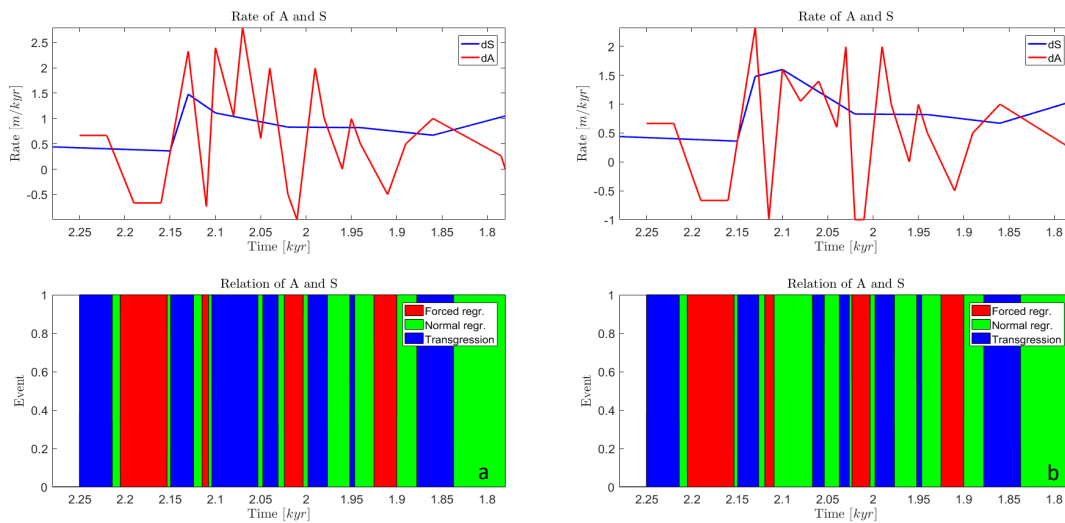 Rate of A and S
Rate [m/kyr]
2.5
2
1.5
1
0.5
0
-0.5
dS
dA
2.25 2.2 2.15 2.1 2.05 2 1.95 1.9 1.85 1.8
Time [kyr]
Rate of A and S
Rate [m/kyr]
2
1.5
1
0.5
0
-0.5
-1
dS
dA
2.25 2.2 2.15 2.1 2.05 2 1.95 1.9 1.85 1.8
Time [kyr]
Relation of A and S
Event
1
0.8
0.6
0.4
0.2
0
Forced regr.
Normal regr.
Transgression
a
2.25 2.2 2.15 2.1 2.05 2 1.95 1.9 1.85 1.8
Time [kyr]
Relation of A and S
Event
1
0.8
0.6
0.4
0.2
0
Forced regr.
Normal regr.
Transgression
b
2.25 2.2 2.15 2.1 2.05 2 1.95 1.9 1.85 1.8
Time [kyr]